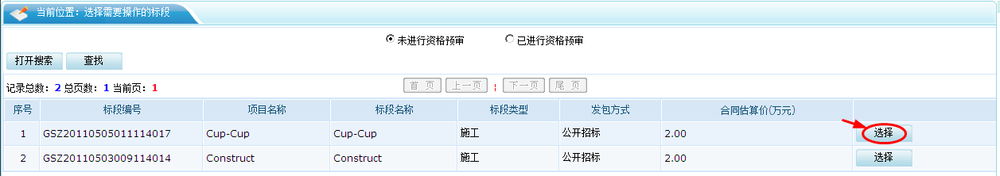 当前位置：选择需要操作的标段
未进行资格预审 已进行资格预审
打开搜索 查找
记录总数：2 总页数：1 当前页：1 首 页 上一页 1 下一页 尾 页
序号 标段编号 项目名称 标段名称 标段类型 发包方式 合同估算价(万元)
1 GSZ20110505011114017 Cup-Cup Cup-Cup 施工 公开招标 2.00 选择
2 GSZ20110503009114014 Construct Construct 施工 公开招标 2.00 选择